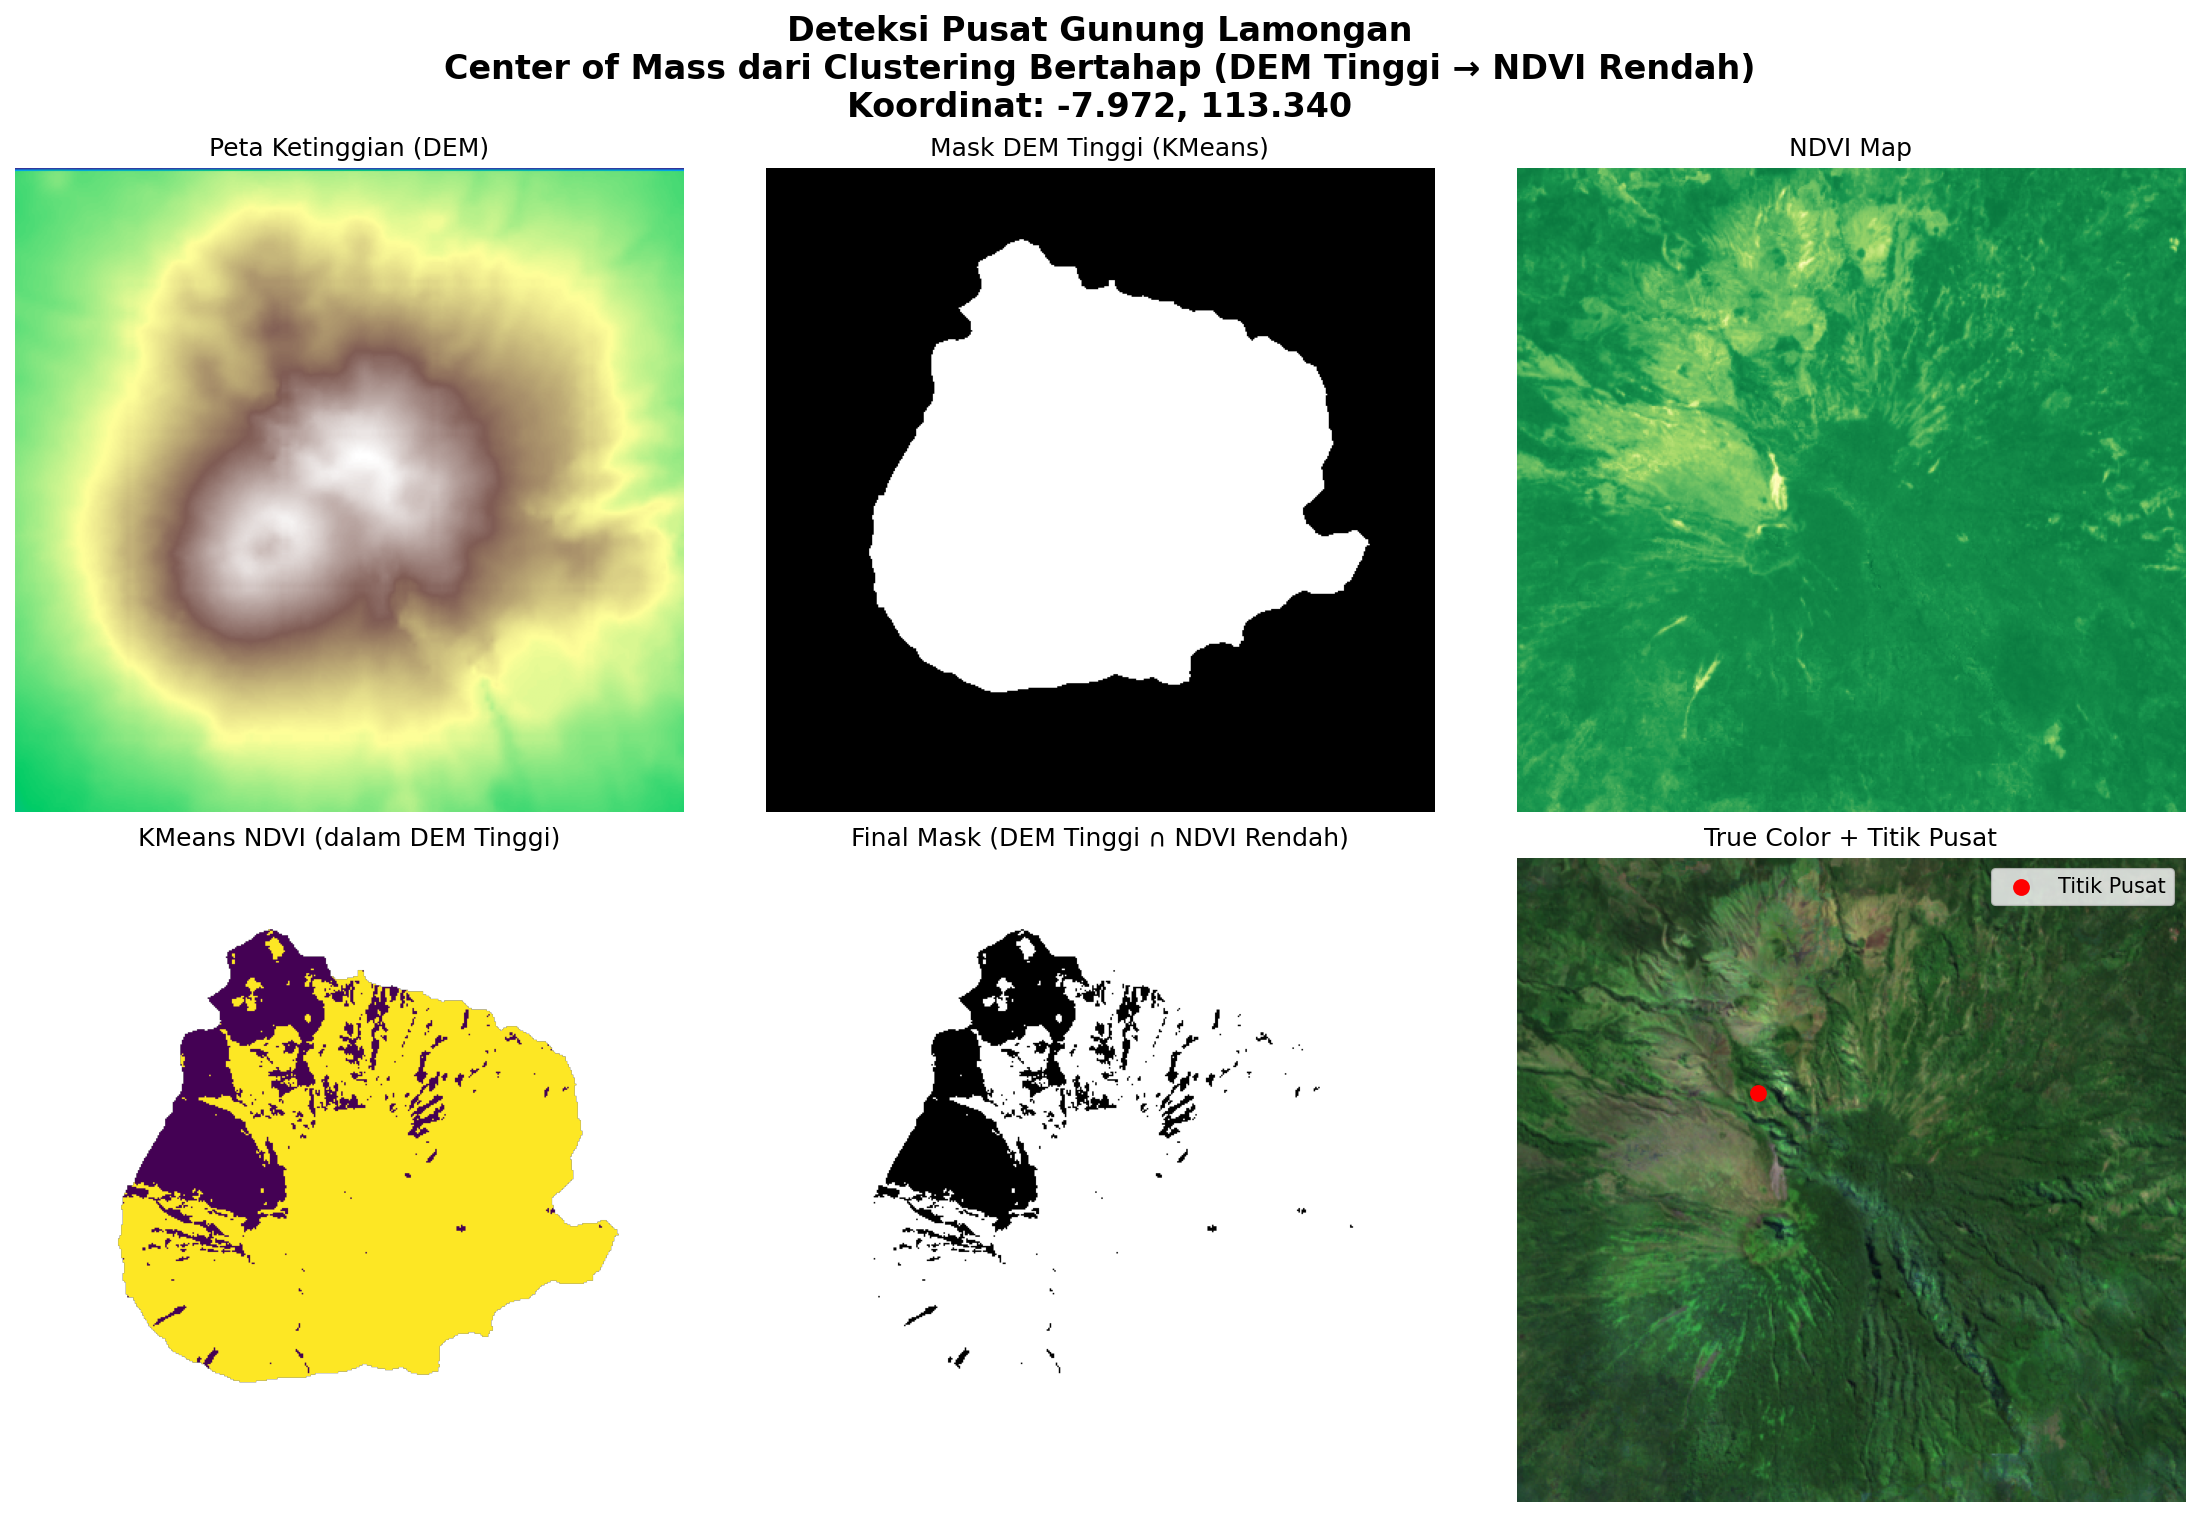 Deteksi Pusat Gunung Lamongan
Center of Mass dari Clustering Bertahap (DEM Tinggi → NDVI Rendah)
Koordinat: -7.972, 113.340
Peta Ketinggian (DEM)
Mask DEM Tinggi (KMeans)
NDVI Map
KMeans NDVI (dalam DEM Tinggi)
Final Mask (DEM Tinggi ∩ NDVI Rendah)
True Color + Titik Pusat
Titik Pusat